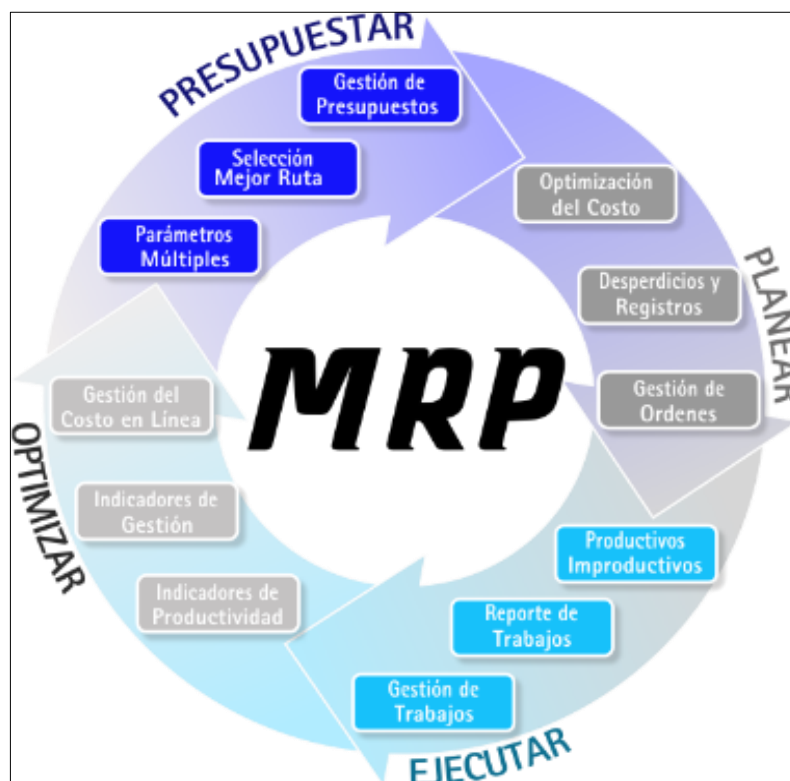 PRESUPUESTAR
Gestión de
Presupuestos
Selección
Mejor Ruta
Parámetros
Múltiples
PLANEAR
Optimización
del Costo
Desperdicios y
Registros
Gestión de
Ordenes
MRP
EJECUTAR
Productivos
Improductivos
Reporte de
Trabajos
Gestión de
Trabajos
OPTIMIZAR
Gestión del
Costo en Línea
Indicadores de
Gestión
Indicadores de
Productividad